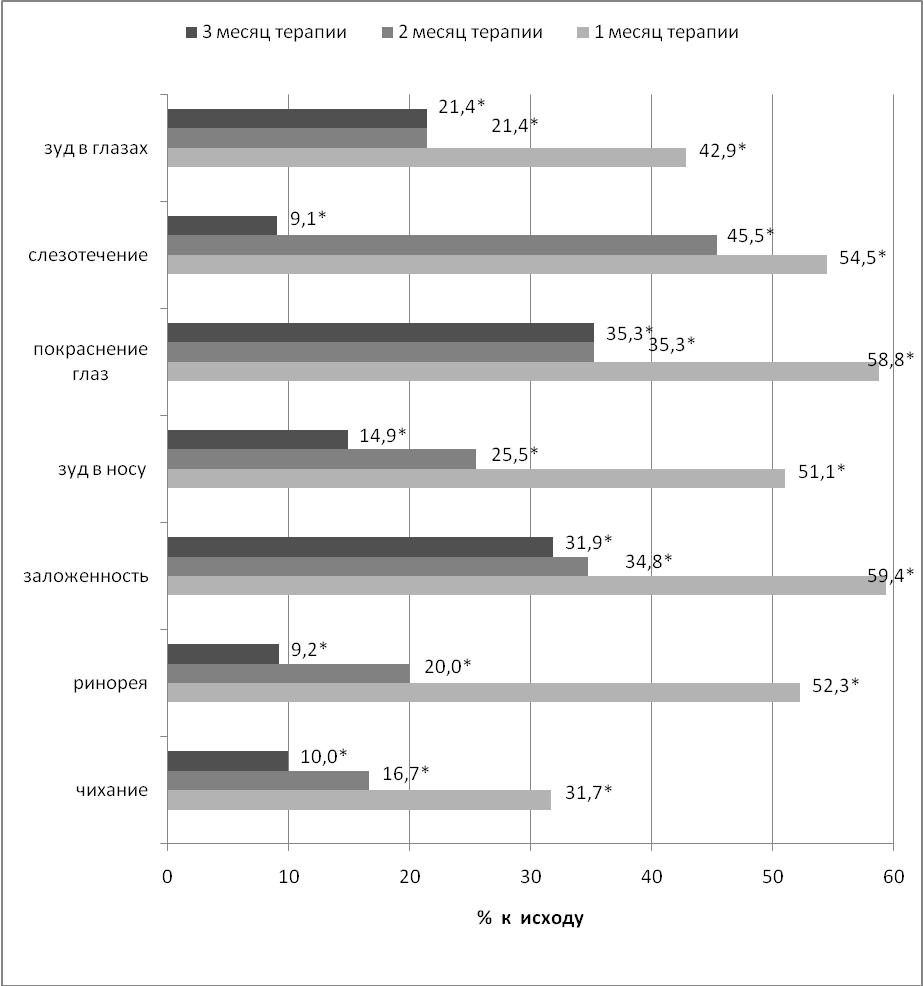 3 месяц терапии 2 месяц терапии 1 месяц терапии
21,4*
21,4*
зуд в глазах
42,9*
9,1*
45,5*
слезотечение
54,5*
35,3*
35,3*
покраснение
глаз
58,8*
14,9*
25,5*
зуд в носу
51,1*
31,9*
34,8*
заложенность
59,4*
9,2*
20,0*
ринорея
52,3*
10,0*
16,7*
чихание
31,7*
0 10 20 30 40 50 60
% к исходу